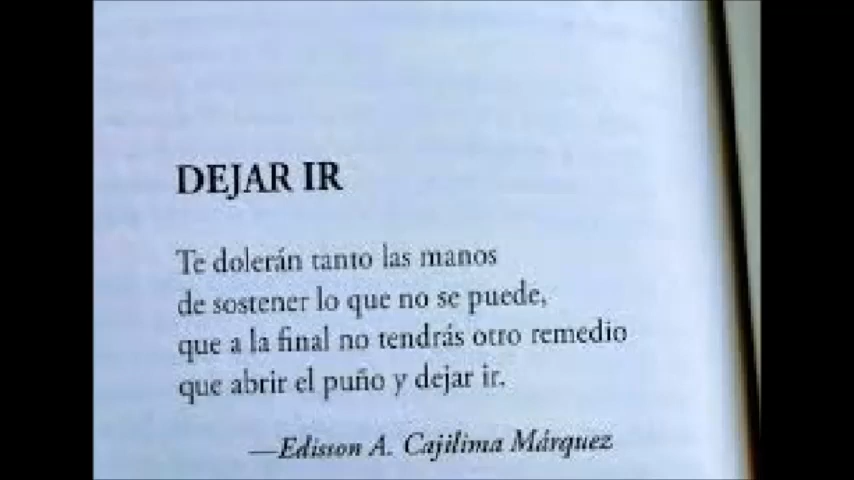 DEJAR IR
Te dolerán tanto las manos
de sostener lo que no se puede,
que a la final no tendrás otro remedio
que abrir el puño y dejar ir.
—Edisson A. Cajilima Márquez